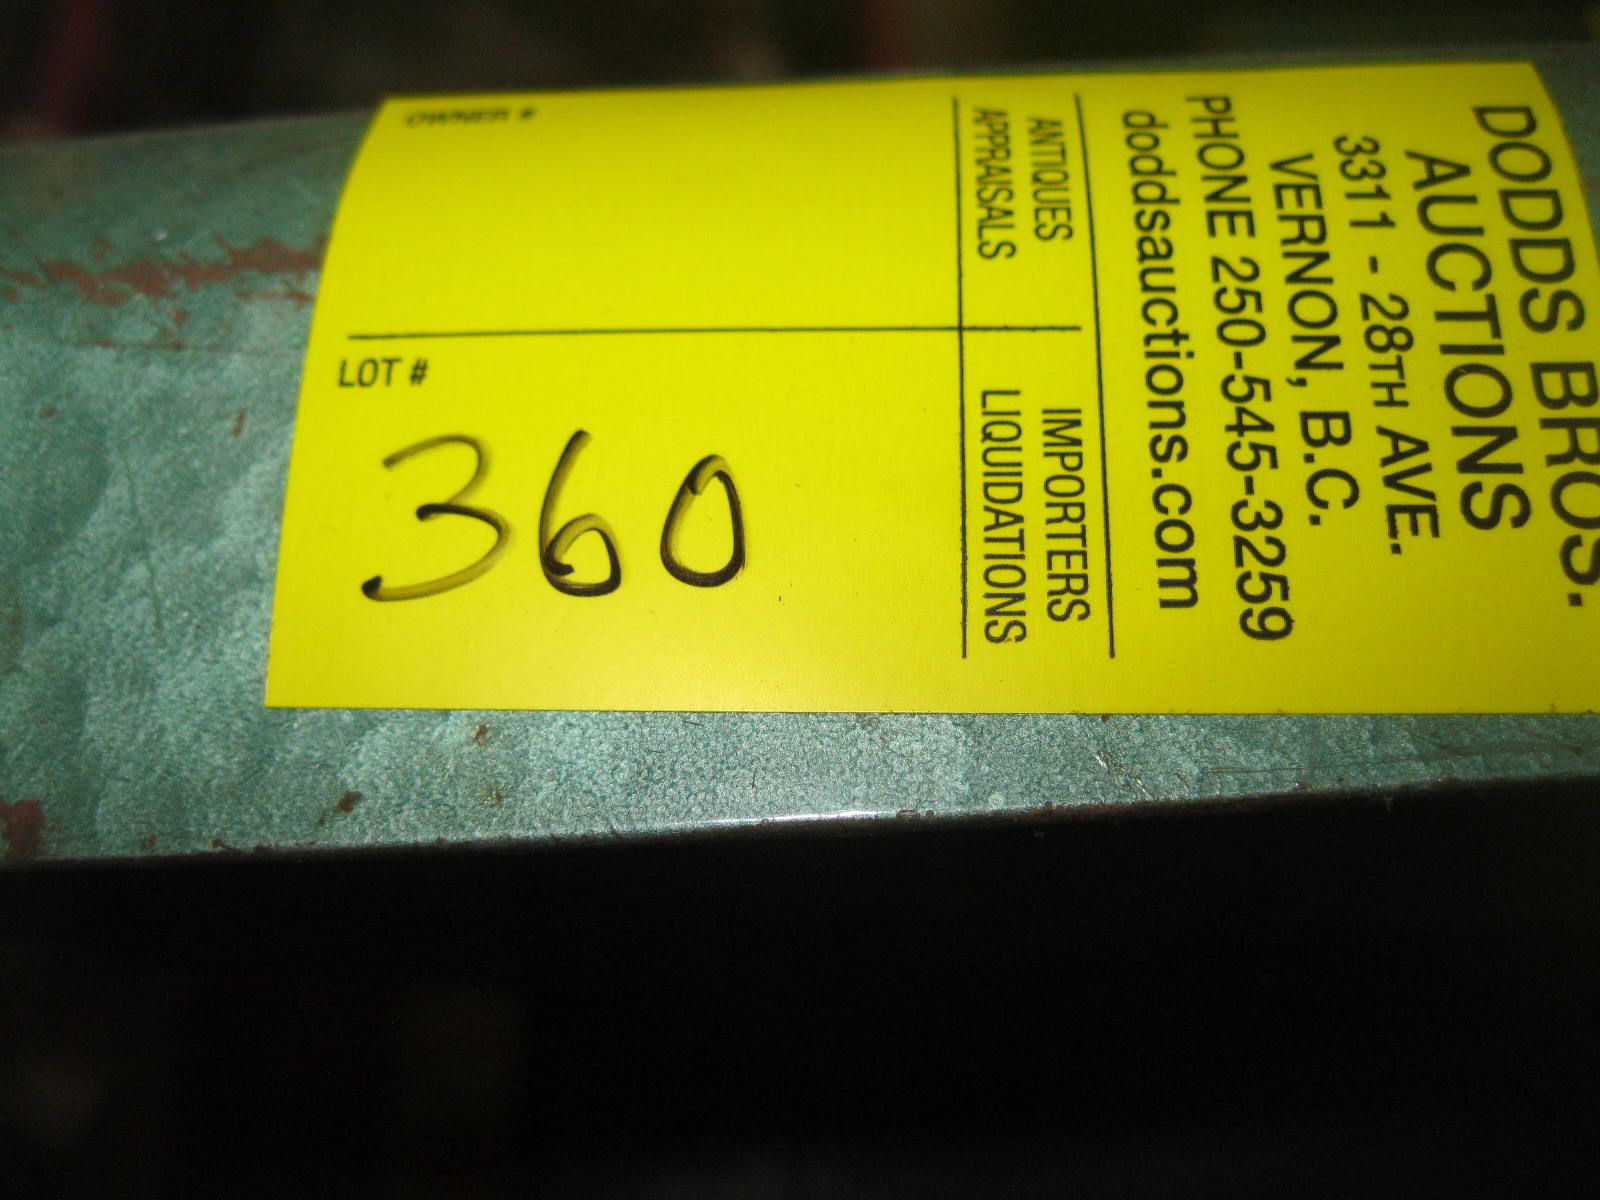 DODDS BROS.
AUCTIONS
3311 - 28TH AVE.
VERNON, B.C.
PHONE 250-545-3259
doddsauctions.com
ANTIQUES IMPORTERS
APPRAISALS LIQUIDATIONS
OWNER #
LOT #
360